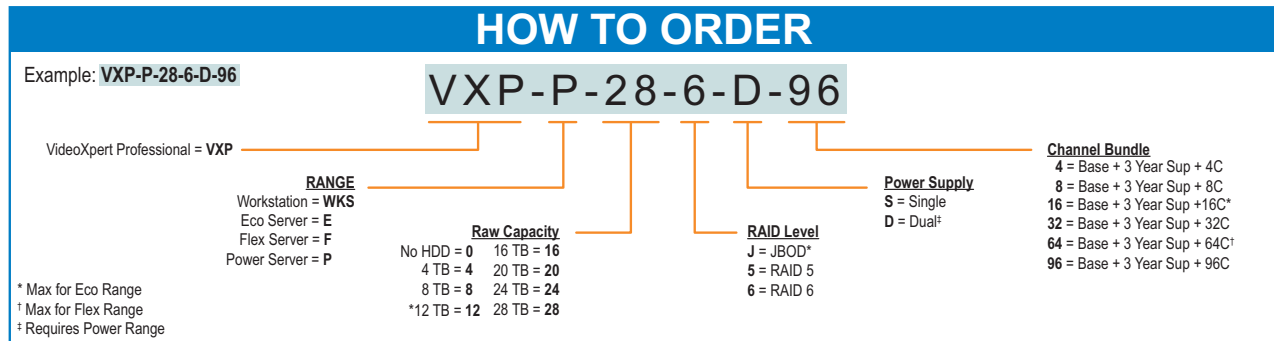 HOW TO ORDER
Example: VXP-P-28-6-D-96
VXP-P-28-6-D-96
VideoXpert Professional = VXP
RANGE
Workstation = WKS
Eco Server = E
Flex Server = F
Power Server = P
Raw Capacity
No HDD = 0 16 TB = 16
4 TB = 4 20 TB = 20
8 TB = 8 24 TB = 24
*12 TB = 12 28 TB = 28
RAID Level
J = JBOD*
5 = RAID 5
6 = RAID 6
Power Supply
S = Single
D = Dual‡
Channel Bundle
4 = Base + 3 Year Sup + 4C
8 = Base + 3 Year Sup + 8C
16 = Base + 3 Year Sup +16C*
32 = Base + 3 Year Sup + 32C
64 = Base + 3 Year Sup + 64C†
96 = Base + 3 Year Sup + 96C
* Max for Eco Range
† Max for Flex Range
‡ Requires Power Range